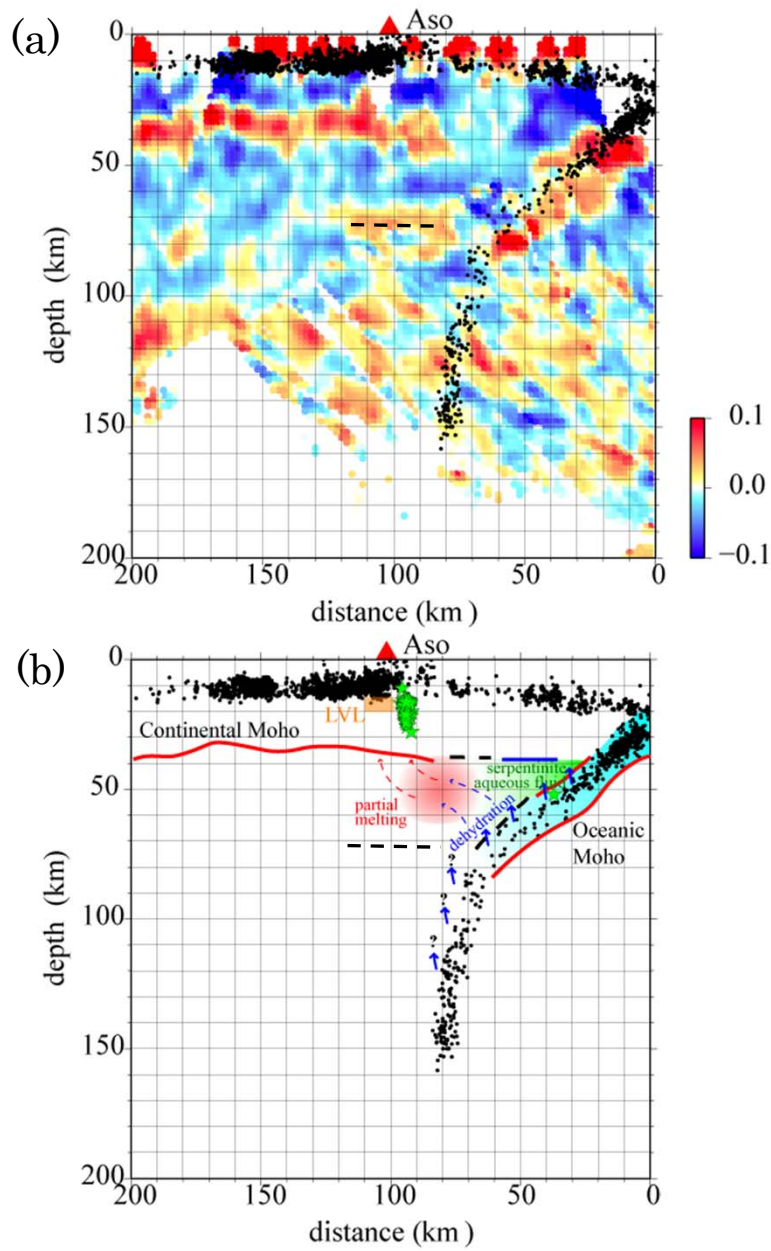 (a)
Aso
0
50
100
150
200
depth (km)
200 150 100 50 0
distance (km )
0.1
0.0
−0.1
(b)
Aso
0
50
100
150
200
depth (km)
LVL
Continental Moho
serpentinite
aqueous fluid
partial
melting
dehydration
Oceanic
Moho
?
?
?
200 150 100 50 0
distance (km )